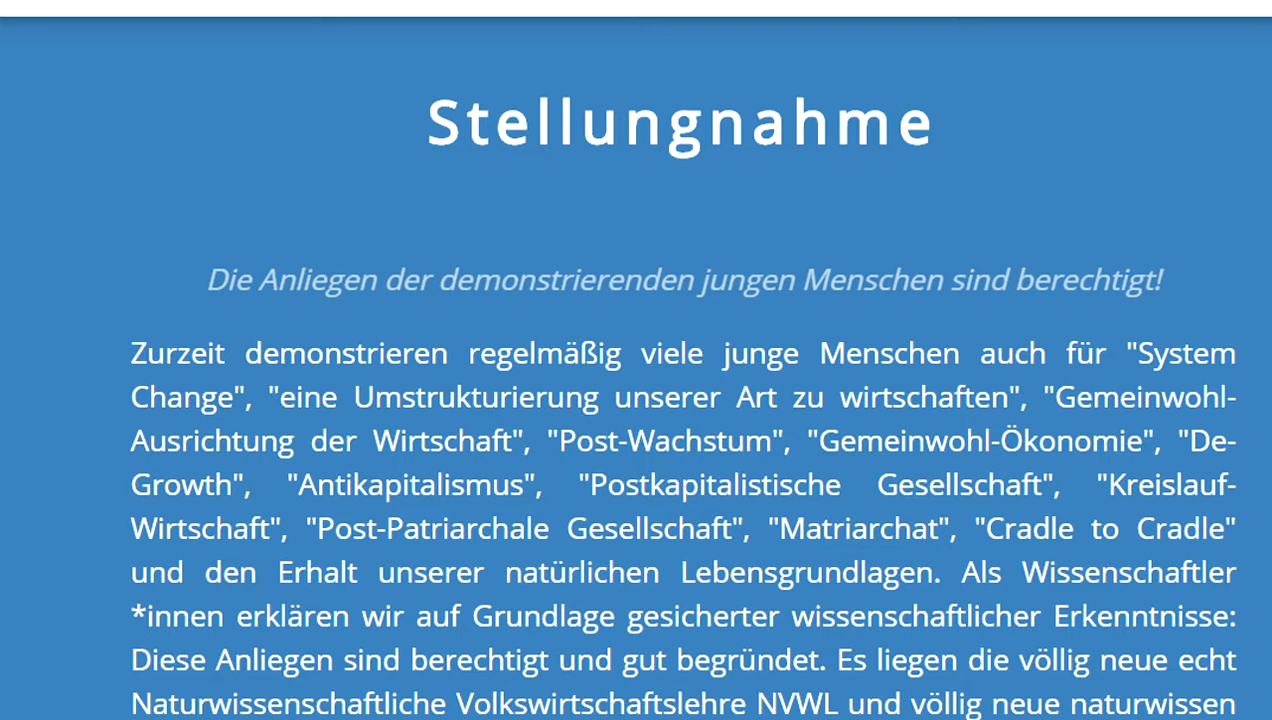 Stellungnahme
Die Anliegen der demonstrierenden jungen Menschen sind berechtigt!
Zurzeit demonstrieren regelmäßig viele junge Menschen auch für "System
Change", "eine Umstrukturierung unserer Art zu wirtschaften", "Gemeinwohl-
Ausrichtung der Wirtschaft", "Post-Wachstum", "Gemeinwohl-Ökonomie", "De-
Growth", "Antikapitalismus", "Postkapitalistische Gesellschaft", "Kreislauf-
Wirtschaft", "Post-Patriarchale Gesellschaft", "Matriarchat", "Cradle to Cradle"
und den Erhalt unserer natürlichen Lebensgrundlagen. Als Wissenschaftler
*innen erklären wir auf Grundlage gesicherter wissenschaftlicher Erkenntnisse:
Diese Anliegen sind berechtigt und gut begründet. Es liegen die völlig neue echt
Naturwissenschaftliche Volkswirtschaftslehre NVWL und völlig neue naturwissen